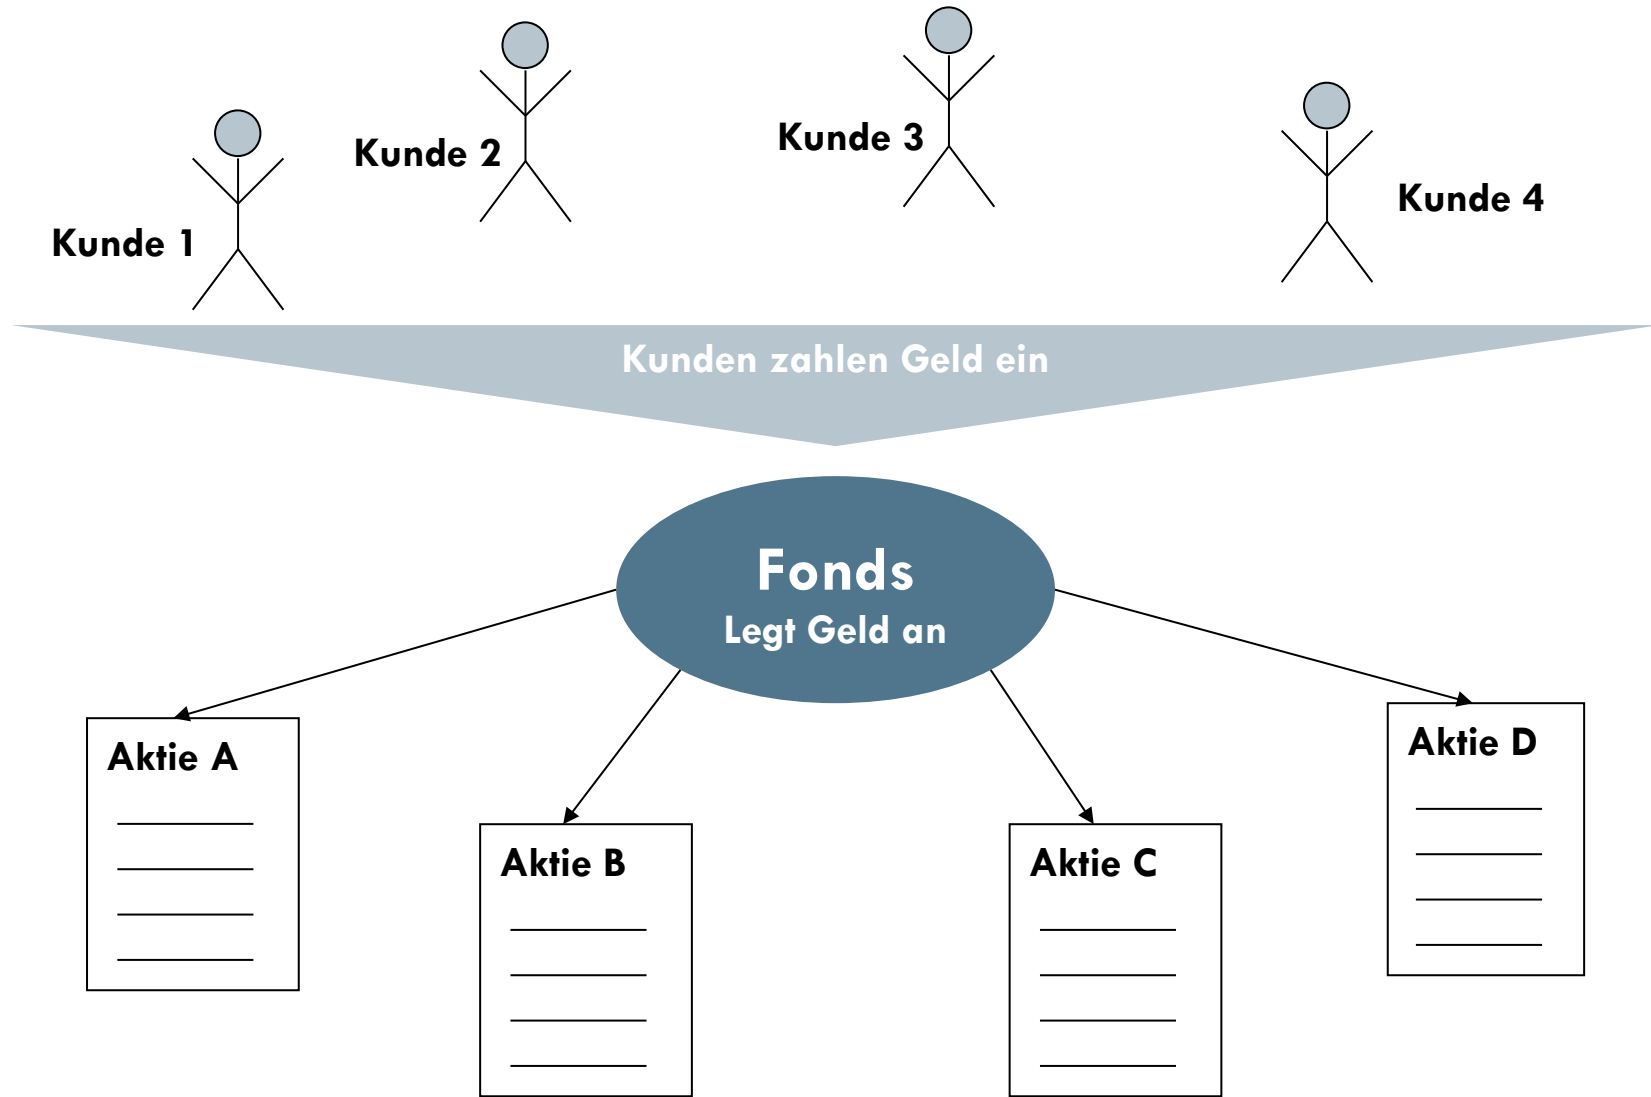 Kunde 1
Kunde 2
Kunde 3
Kunde 4
Kunden zahlen Geld ein
Fonds
Legt Geld an
Aktie A
Aktie B
Aktie C
Aktie D